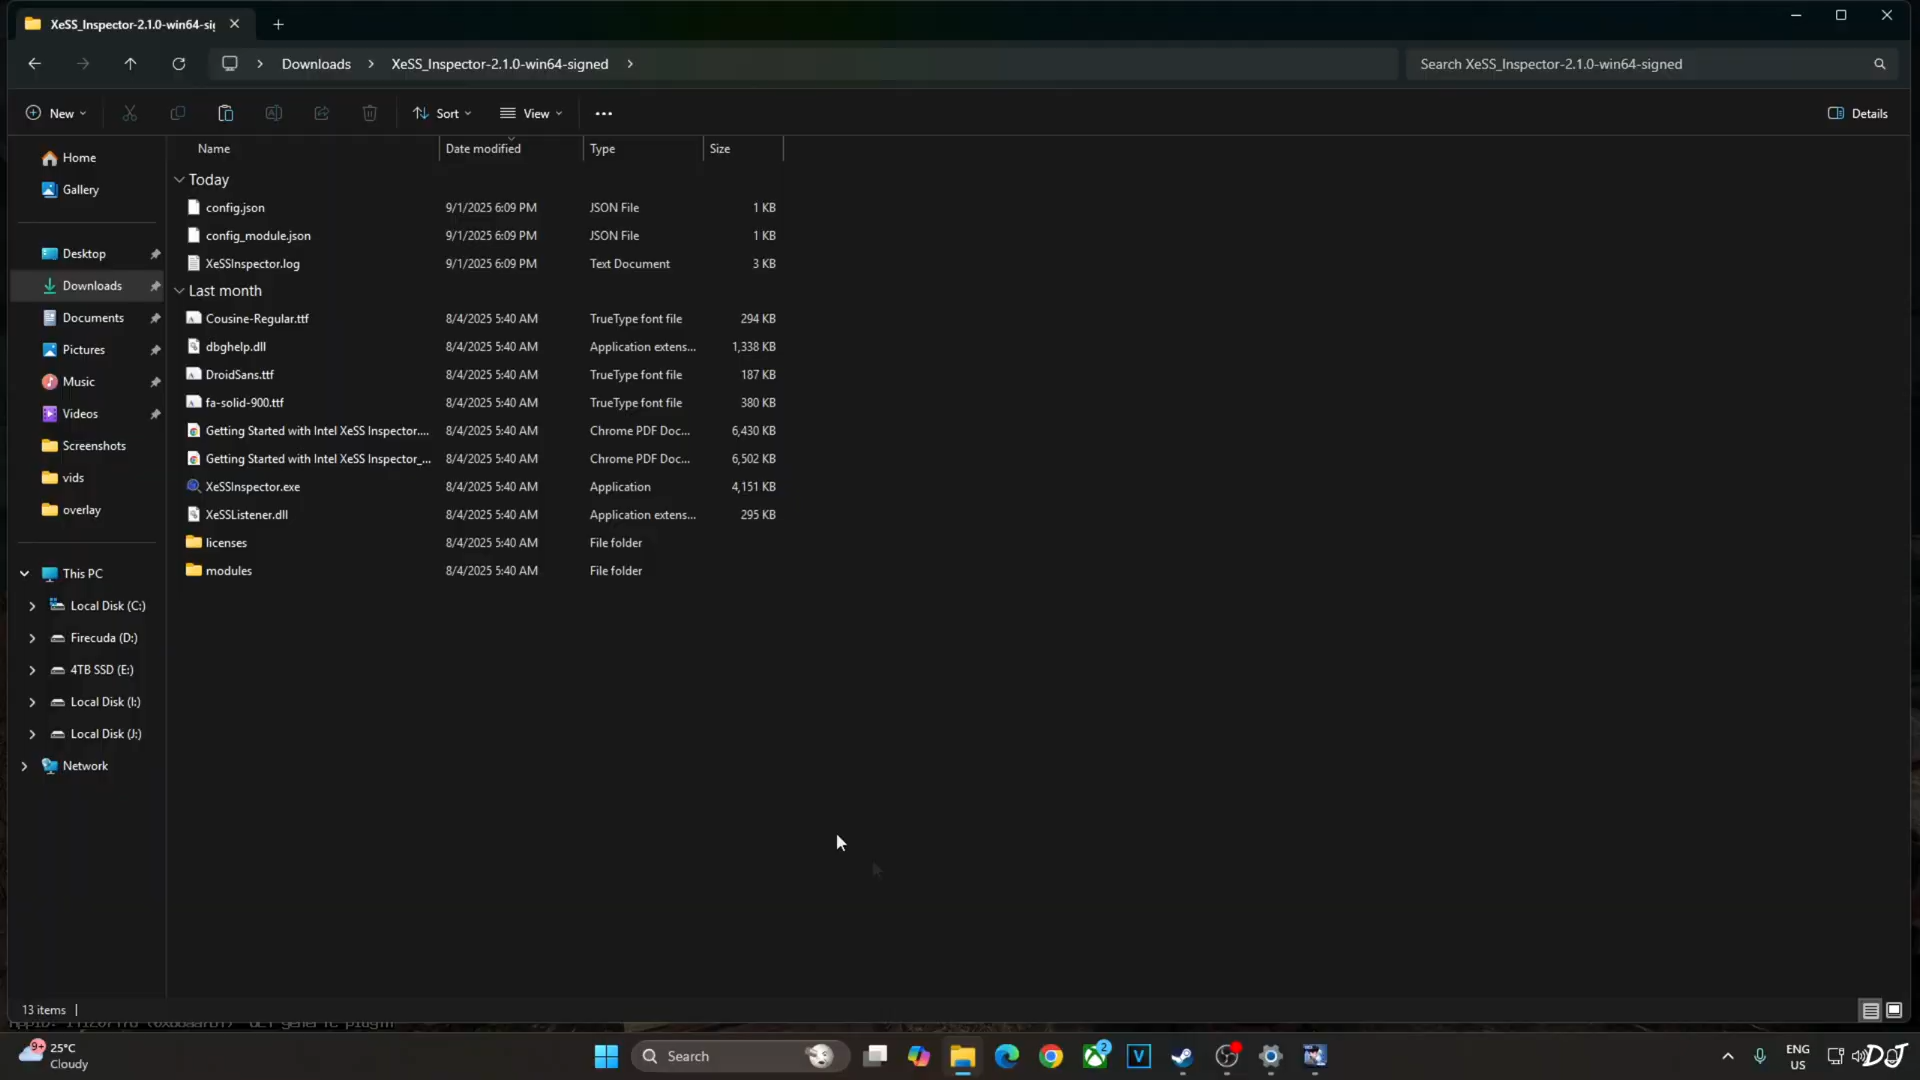 XeSS_Inspector-2.1.0-win64-sig
Downloads
XeSS_Inspector-2.1.0-win64-signed
Search XeSS_Inspector-2.1.0-win64-signed
New
Sort
View
Details
Name Date modified Type Size
Home
Gallery
Desktop
Downloads
Documents
Pictures
Music
Videos
Screenshots
vids
overlay
This PC
Local Disk (C:)
Firecuda (D:)
4TB SSD (E:)
Local Disk (I:)
Local Disk (J:)
Network
Today
config.json 9/1/2025 6:09 PM JSON File 1 KB
config_module.json 9/1/2025 6:09 PM JSON File 1 KB
XeSSInspector.log 9/1/2025 6:09 PM Text Document 3 KB
Last month
Cousine-Regular.ttf 8/4/2025 5:40 AM TrueType font file 294 KB
dbghelp.dll 8/4/2025 5:40 AM Application extens... 1,338 KB
DroidSans.ttf 8/4/2025 5:40 AM TrueType font file 187 KB
fa-solid-900.ttf 8/4/2025 5:40 AM TrueType font file 380 KB
Getting Started with Intel XeSS Inspector.... 8/4/2025 5:40 AM Chrome PDF Doc... 6,430 KB
Getting Started with Intel XeSS Inspector_... 8/4/2025 5:40 AM Chrome PDF Doc... 6,502 KB
XeSSInspector.exe 8/4/2025 5:40 AM Application 4,151 KB
XeSSListener.dll 8/4/2025 5:40 AM Application extens... 295 KB
licenses 8/4/2025 5:40 AM File folder
modules 8/4/2025 5:40 AM File folder
13 items
9+
25°C
Cloudy
Search
2
V
ENG
US
DJ